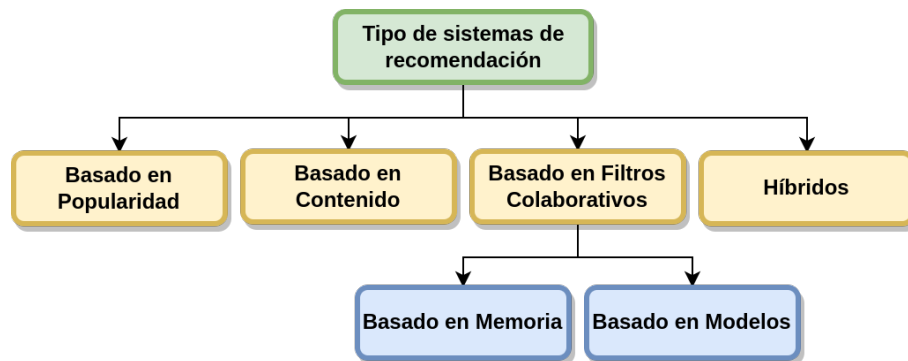 Tipo de sistemas de
recomendación
Basado en
Popularidad
Basado en
Contenido
Basado en Filtros
Colaborativos
Híbridos
Basado en Memoria
Basado en Modelos